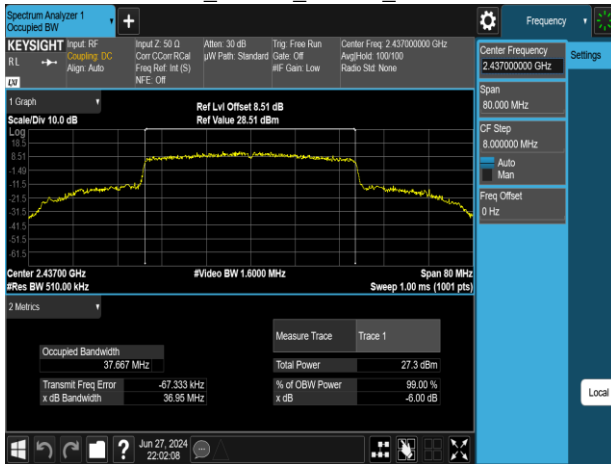 Spectrum Analyzer 1
Occupied BW
Frequency
KEYSIGHT Input: RF Input Z: 50 Ω Atten: 30 dB Trig: Free Run Center Freq: 2.437000000 GHz
RL Coupling: DC Corr CCorr RCal µW Path: Standard Gate: Off Avg|Hold: 100/100
Align: Auto Freq Ref: Int (S) #IF Gain: Low Radio Std: None
NFE: Off
Center Frequency
2.437000000 GHz
Settings
Span
80.000 MHz
CF Step
8.000000 MHz
Auto
Man
Freq Offset
0 Hz
1 Graph
Ref Lvl Offset 8.51 dB
Scale/Div 10.0 dB Ref Value 28.51 dBm
Log
18.5
8.51
-1.49
-11.5
-21.5
-31.5
-41.5
-51.5
-61.5
Center 2.43700 GHz #Video BW 1.6000 MHz Span 80 MHz
#Res BW 510.00 kHz Sweep 1.00 ms (1001 pts)
2 Metrics
Measure Trace Trace 1
Occupied Bandwidth
37.667 MHz
Total Power 27.3 dBm
Transmit Freq Error -67.333 kHz % of OBW Power 99.00 %
x dB Bandwidth 36.95 MHz x dB -6.00 dB
Local
? Jun 27, 2024
22:02:08